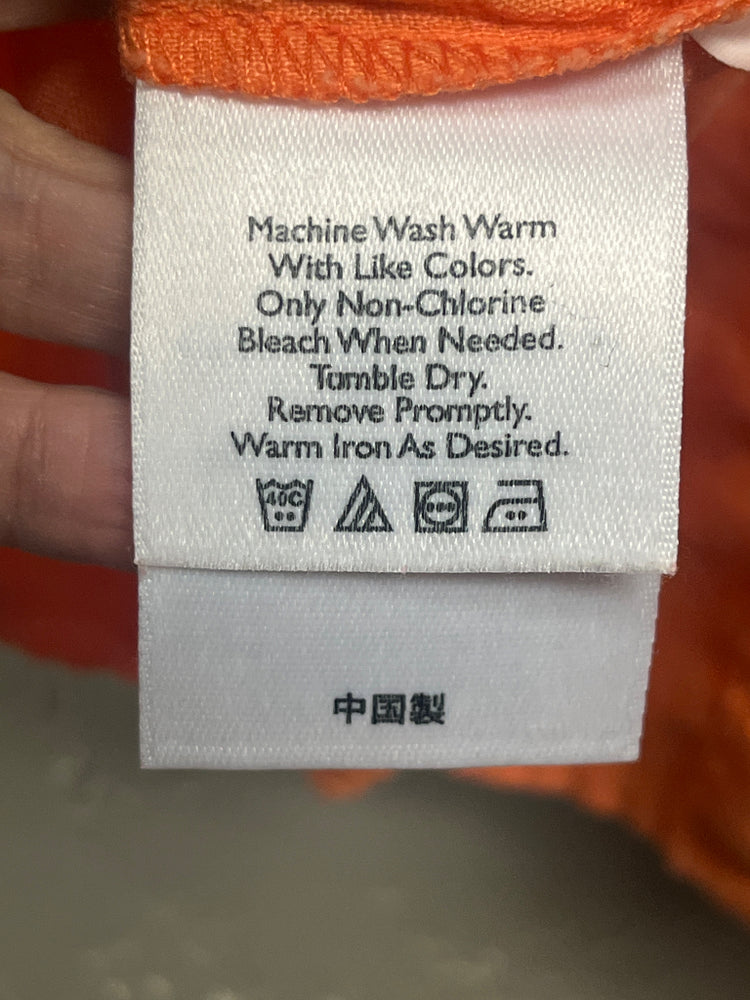 Machine Wash Warm
With Like Colors.
Only Non-Chlorine
Bleach When Needed.
Tumble Dry.
Remove Promptly.
Warm Iron As Desired.
40C
中国製